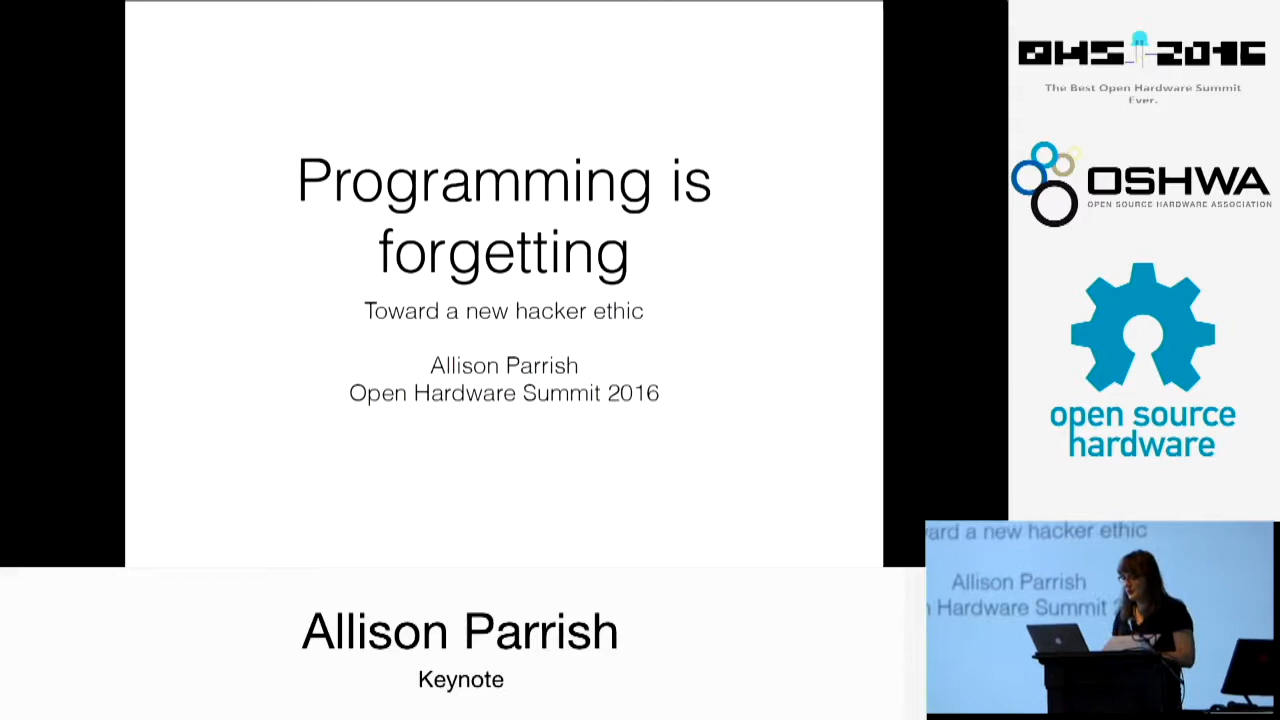 Programming is
forgetting
Toward a new hacker ethic
Allison Parrish
Open Hardware Summit 2016
OHS 2016
The Best Open Hardware Summit
Ever.
OSHWA
OPEN SOURCE HARDWARE ASSOCIATION
open source
hardware
ard a new hacker ethic
Allison Parrish
Hardware Summit
Allison Parrish
Keynote